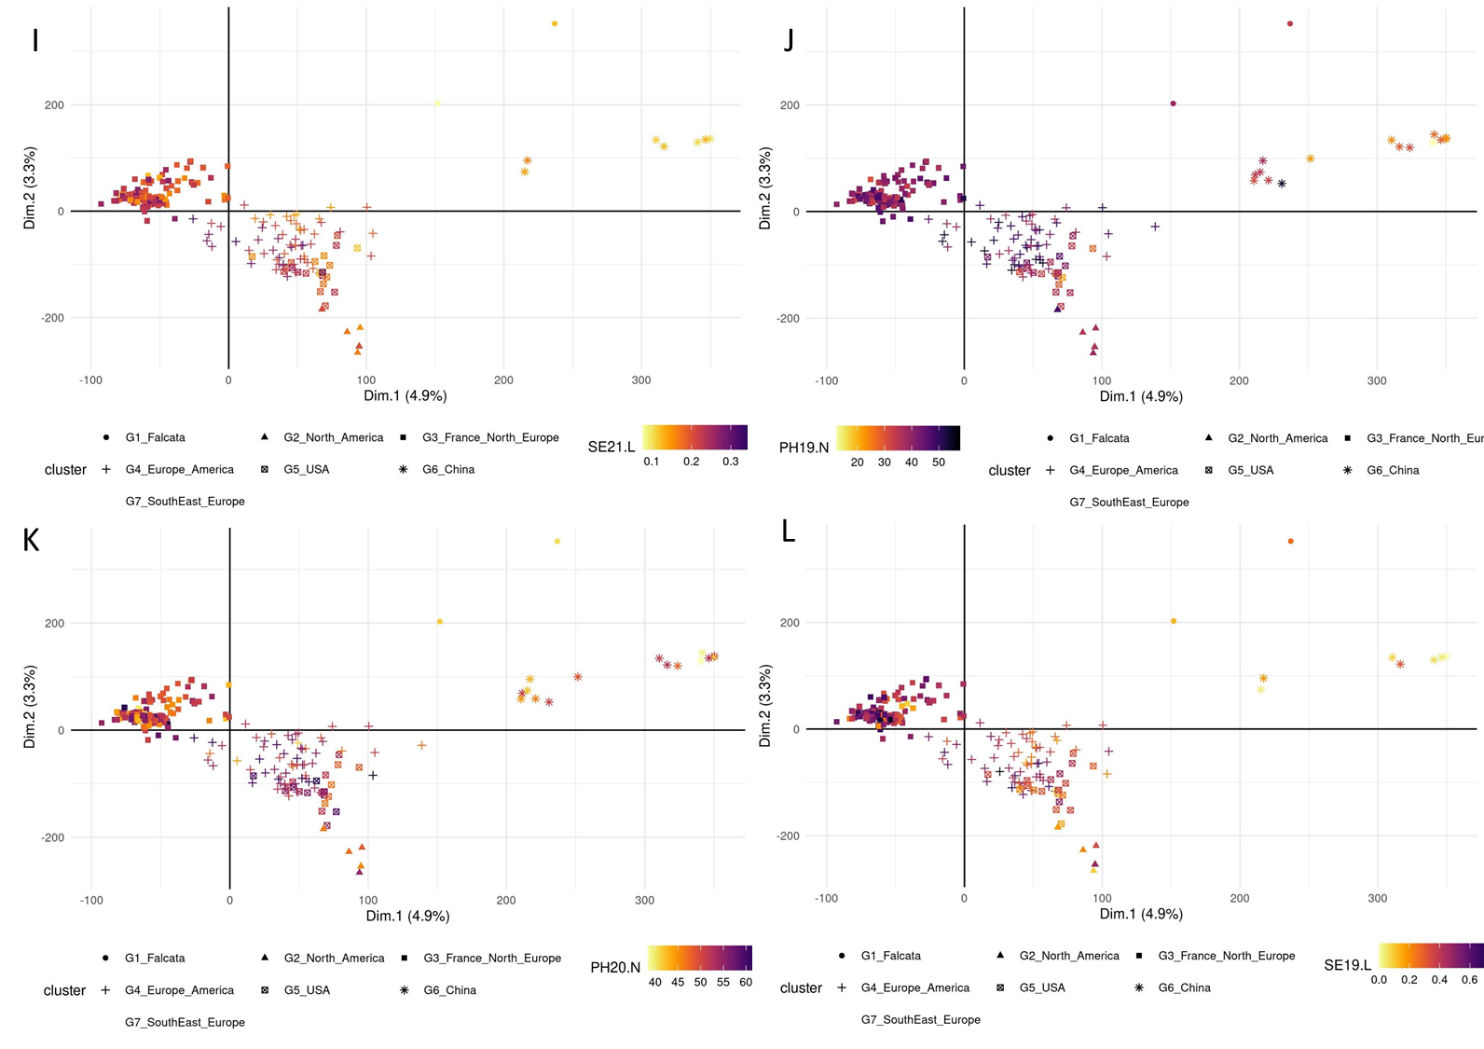 I
Dim.2 (3.3%)
200
0
-200
-100 0 100 200 300
Dim.1 (4.9%)
G1_Falcata G2_North_America G3_France_North_Europe
cluster G4_Europe_America G5_USA G6_China
G7_SouthEast_Europe
SE21.L
0.1 0.2 0.3
J
Dim.2 (3.3%)
200
0
-200
-100 0 100 200 300
Dim.1 (4.9%)
PH19.N
20 30 40 50
G1_Falcata G2_North_America G3_France_North_Eur
cluster G4_Europe_America G5_USA G6_China
G7_SouthEast_Europe
K
Dim.2 (3.3%)
200
0
-200
-100 0 100 200 300
Dim.1 (4.9%)
G1_Falcata G2_North_America G3_France_North_Europe
cluster G4_Europe_America G5_USA G6_China
G7_SouthEast_Europe
PH20.N
40 45 50 55 60
L
Dim.2 (3.3%)
200
0
-200
-100 0 100 200 300
Dim.1 (4.9%)
G1_Falcata G2_North_America G3_France_North_Europe
cluster G4_Europe_America G5_USA G6_China
G7_SouthEast_Europe
SE19.L
0.0 0.2 0.4 0.6